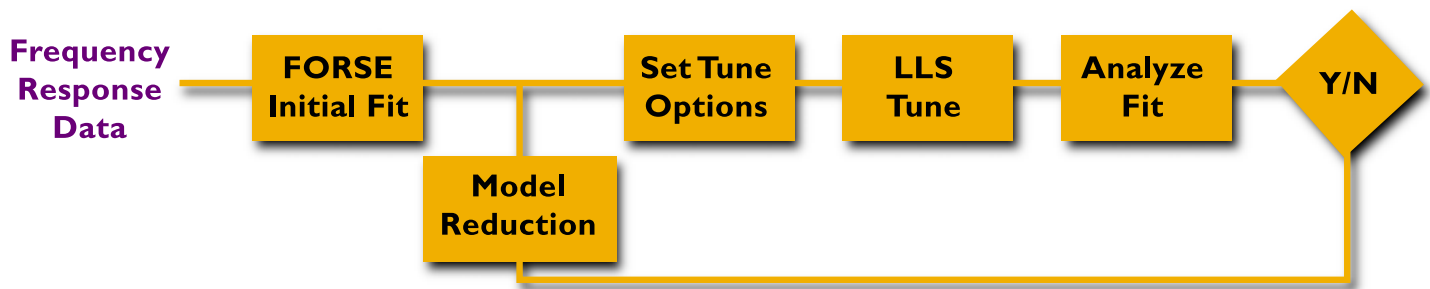 Frequency
Response
Data
FORSE
Initial Fit
Set Tune
Options
LLS
Tune
Analyze
Fit
Y/N
Model
Reduction